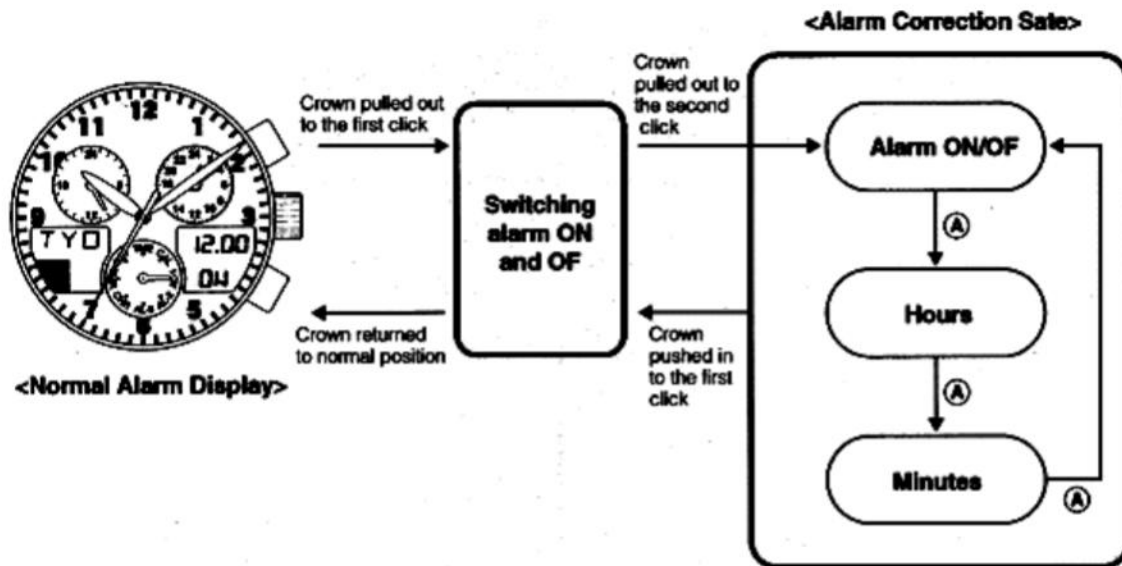 <Alarm Correction Sate>
Crown pulled out
to the first click
Crown
pulled out to
the second
click
12
11
1
10
2
9
3
TYO
12.00
ON
7
6
5
Switching
alarm ON
and OF
Alarm ON/OF
A
Hours
A
Minutes
A
Crown returned
to normal position
Crown
pushed in
to the first
click
<Normal Alarm Display>